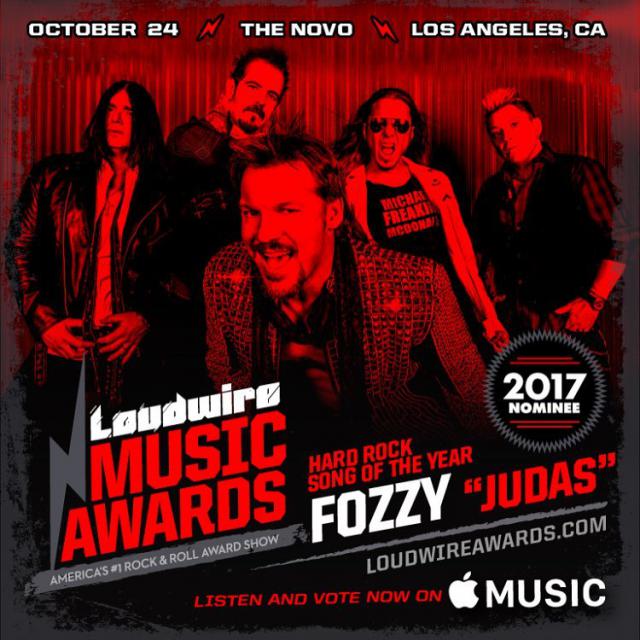 OCTOBER 24 THE NOVO LOS ANGELES, CA
MICHAEL
FREAKIN
MCDONALD
2017
NOMINEE
Loudwire
MUSIC
AWARDS
AMERICA'S #1 ROCK & ROLL AWARD SHOW
HARD ROCK
SONG OF THE YEAR
FOZZY "JUDAS"
LOUDWIREAWARDS.COM
LISTEN AND VOTE NOW ON MUSIC